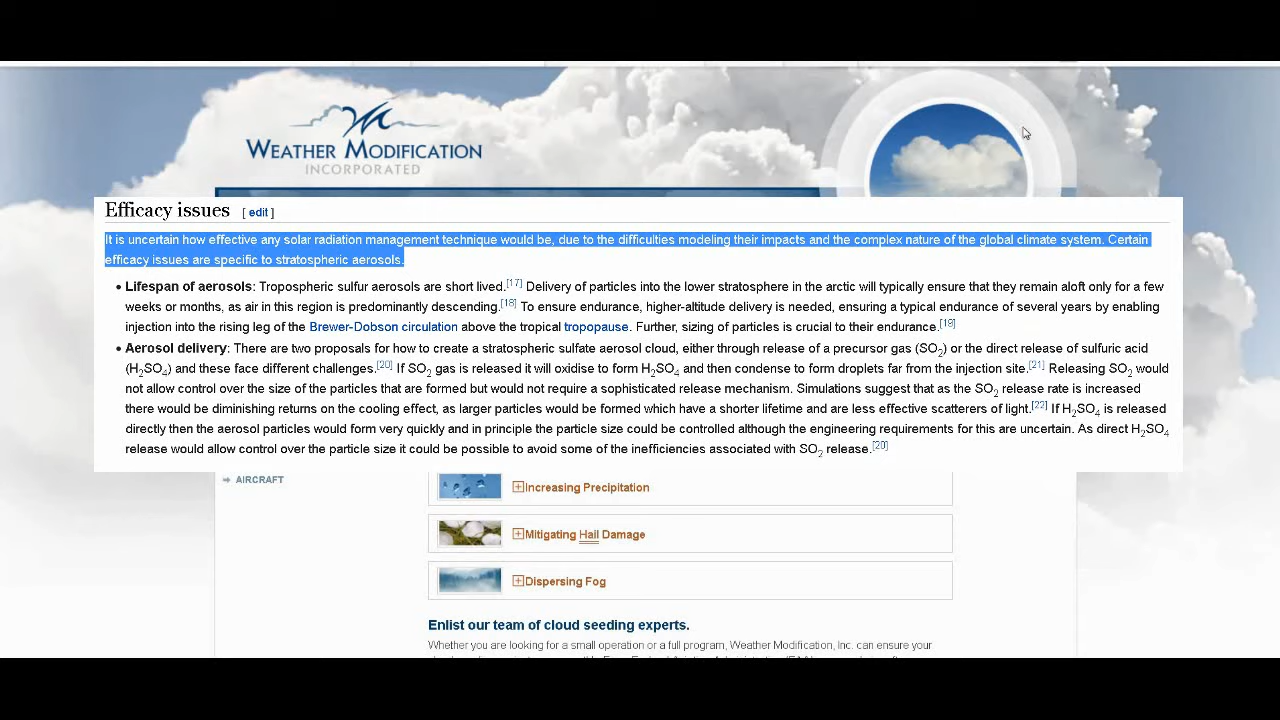 WEATHER MODIFICATION
INCORPORATED
Efficacy issues [ edit ]
It is uncertain how effective any solar radiation management technique would be, due to the difficulties modeling their impacts and the complex nature of the global climate system. Certain
efficacy issues are specific to stratospheric aerosols.
• Lifespan of aerosols: Tropospheric sulfur aerosols are short lived.[17] Delivery of particles into the lower stratosphere in the arctic will typically ensure that they remain aloft only for a few
weeks or months, as air in this region is predominantly descending.[18] To ensure endurance, higher-altitude delivery is needed, ensuring a typical endurance of several years by enabling
injection into the rising leg of the Brewer-Dobson circulation above the tropical tropopause. Further, sizing of particles is crucial to their endurance.[19]
• Aerosol delivery: There are two proposals for how to create a stratospheric sulfate aerosol cloud, either through release of a precursor gas (SO2) or the direct release of sulfuric acid
(H2SO4) and these face different challenges.[20] If SO2 gas is released it will oxidise to form H2SO4 and then condense to form droplets far from the injection site.[21] Releasing SO2 would
not allow control over the size of the particles that are formed but would not require a sophisticated release mechanism. Simulations suggest that as the SO2 release rate is increased
there would be diminishing returns on the cooling effect, as larger particles would be formed which have a shorter lifetime and are less effective scatterers of light.[22] If H2SO4 is released
directly then the aerosol particles would form very quickly and in principle the particle size could be controlled although the engineering requirements for this are uncertain. As direct H2SO4
release would allow control over the particle size it could be possible to avoid some of the inefficiencies associated with SO2 release.[20]
AIRCRAFT
Increasing Precipitation
Mitigating Hail Damage
Dispersing Fog
Enlist our team of cloud seeding experts.
Whether you are looking for a small operation or a full program, Weather Modification, Inc. can ensure your